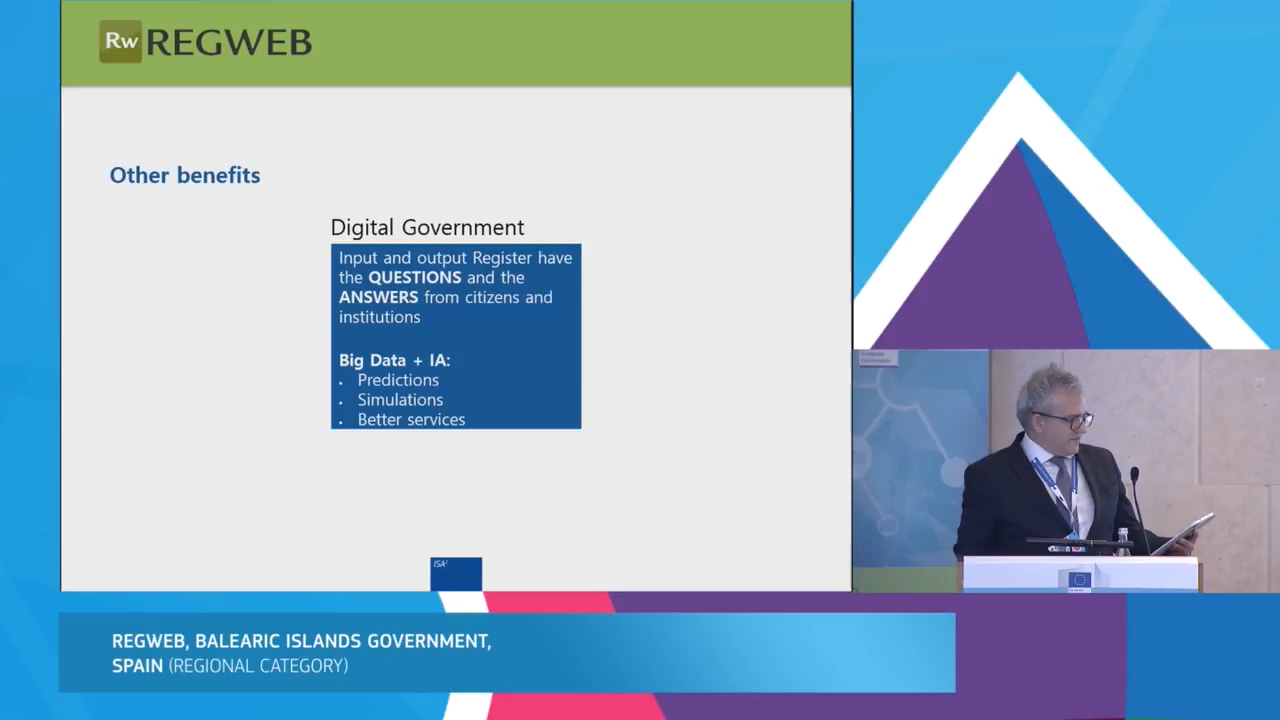 Rw REGWEB
Other benefits
Digital Government
Input and output Register have
the QUESTIONS and the
ANSWERS from citizens and
institutions
Big Data + IA:
• Predictions
• Simulations
• Better services
ISA²
REGWEB, BALEARIC ISLANDS GOVERNMENT,
SPAIN (REGIONAL CATEGORY)